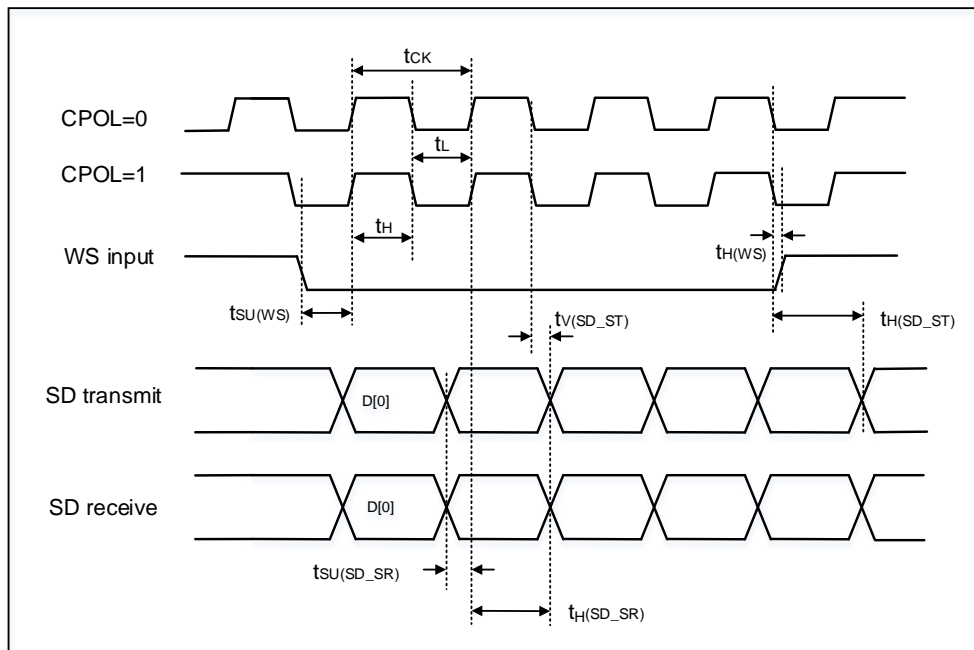 tCK
CPOL=0
tL
CPOL=1
tH
tH(WS)
WS input
tSU(WS)
tV(SD_ST)
tH(SD_ST)
SD transmit
D[0]
SD receive
D[0]
tSU(SD_SR)
tH(SD_SR)